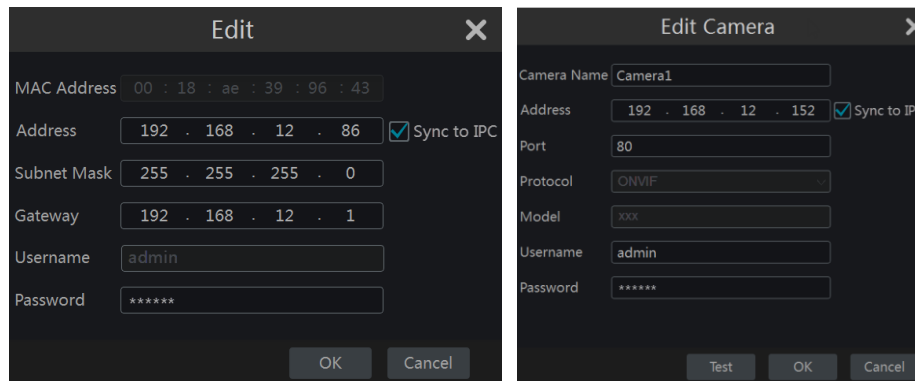 Edit
MAC Address 00 : 18 : ae : 39 : 96 : 43
Address 192 . 168 . 12 . 86 Sync to IPC
Subnet Mask 255 . 255 . 255 . 0
Gateway 192 . 168 . 12 . 1
Username admin
Password ******
OK Cancel
Edit Camera
Camera Name Camera1
Address 192 . 168 . 12 . 152 Sync to IP
Port 80
Protocol ONVIF
Model xxx
Username admin
Password ******
Test OK Cancel